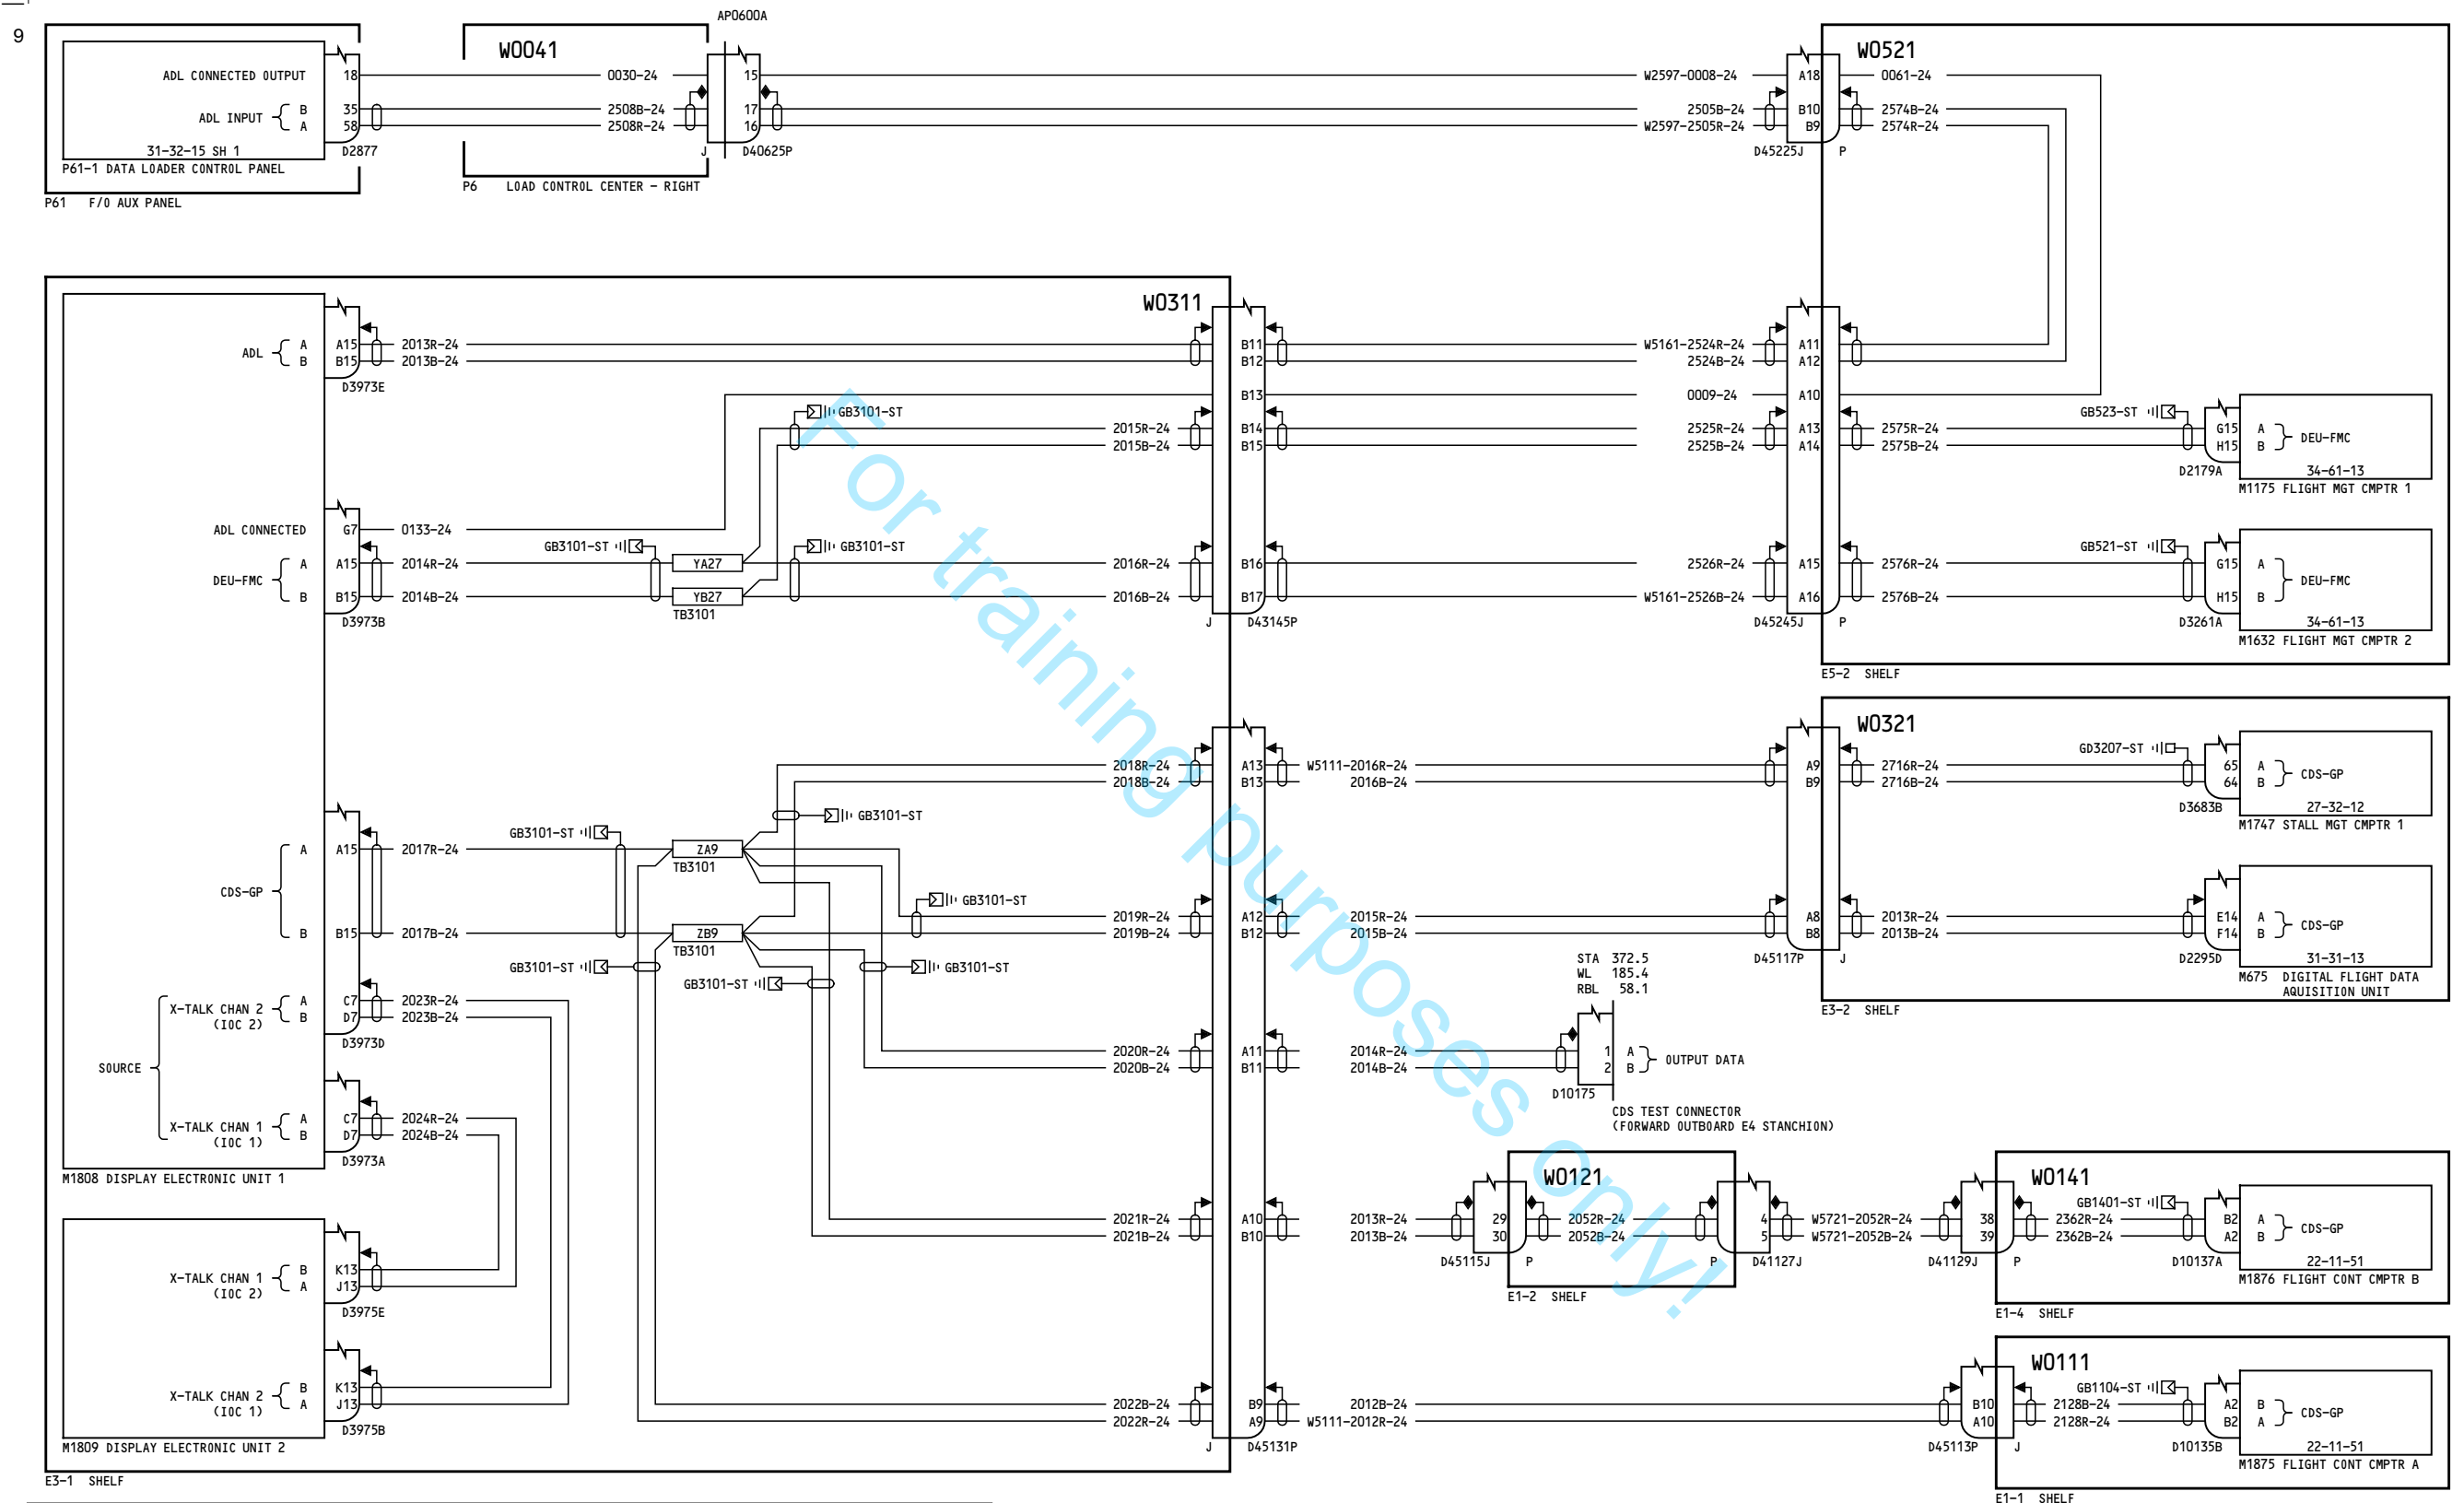 9
AP0600A
W0041
W0521
ADL CONNECTED OUTPUT 18 0030-24 15 W2597-0008-24 A18 0061-24
ADL INPUT B 35 2508B-24 17 2505B-24 B10 2574B-24
A 58 2508R-24 16 W2597-2505R-24 B9 2574R-24
31-32-15 SH 1 D2877 J D40625P D45225J P
P61-1 DATA LOADER CONTROL PANEL
P6 LOAD CONTROL CENTER - RIGHT
P61 F/O AUX PANEL
W0311
ADL A A15 2013R-24 B11 W5161-2524R-24 A11
B B15 2013B-24 B12 2524B-24 A12
D3973E
B13 0009-24 A10
GB3101-ST GB523-ST
2015R-24 B14 2525R-24 A13 2575R-24 G15 A DEU-FMC
2015B-24 B15 2525B-24 A14 2575B-24 H15 B
D2179A 34-61-13
M1175 FLIGHT MGT CMPTR 1
ADL CONNECTED G7 0133-24
GB3101-ST GB3101-ST GB521-ST
DEU-FMC A A15 2014R-24 YA27 2016R-24 B16 2526R-24 A15 2576R-24 G15 A DEU-FMC
B B15 2014B-24 YB27 2016B-24 B17 W5161-2526B-24 A16 2576B-24 H15 B
D3973B TB3101 J D43145P D45245J P D3261A 34-61-13
M1632 FLIGHT MGT CMPTR 2
E5-2 SHELF
W0321
GD3207-ST
2018R-24 A13 W5111-2016R-24 A9 2716R-24 65 A CDS-GP
2018B-24 B13 2016B-24 B9 2716B-24 64 B
D3683B 27-32-12
M1747 STALL MGT CMPTR 1
GB3101-ST
GB3101-ST
CDS-GP A A15 2017R-24 ZA9
TB3101
GB3101-ST
2019R-24 A12 2015R-24 A8 2013R-24 E14 A CDS-GP
B B15 2017B-24 ZB9 2019B-24 B12 2015B-24 B8 2013B-24 F14 B
TB3101 D45117P J D2295D 31-31-13
M675 DIGITAL FLIGHT DATA
AQUISITION UNIT
E3-2 SHELF
GB3101-ST GB3101-ST
GB3101-ST
STA 372.5
WL 185.4
RBL 58.1
SOURCE
X-TALK CHAN 2 A C7 2023R-24
(IOC 2) B D7 2023B-24
D3973D
2020R-24 A11 2014R-24 1 A OUTPUT DATA
2020B-24 B11 2014B-24 2 B
D10175
CDS TEST CONNECTOR
(FORWARD OUTBOARD E4 STANCHION)
X-TALK CHAN 1 A C7 2024R-24
(IOC 1) B D7 2024B-24
D3973A
M1808 DISPLAY ELECTRONIC UNIT 1
W0121
W0141
GB1401-ST
2021R-24 A10 2013R-24 29 2052R-24 4 W5721-2052R-24 38 2362R-24 B2 A CDS-GP
2021B-24 B10 2013B-24 30 2052B-24 5 W5721-2052B-24 39 2362B-24 A2 B
D45115J P P D41127J D41129J P D10137A 22-11-51
M1876 FLIGHT CONT CMPTR B
E1-2 SHELF
E1-4 SHELF
X-TALK CHAN 1 B K13
(IOC 2) A J13
D3975E
W0111
GB1104-ST
X-TALK CHAN 2 B K13
(IOC 1) A J13
D3975B
2022B-24 B9 2012B-24 B10 2128B-24 A2 B CDS-GP
2022R-24 A9 W5111-2012R-24 A10 2128R-24 B2 A
J D45131P D45113P J D10135B 22-11-51
M1809 DISPLAY ELECTRONIC UNIT 2
M1875 FLIGHT CONT CMPTR A
E3-1 SHELF
E1-1 SHELF
For training purposes only!